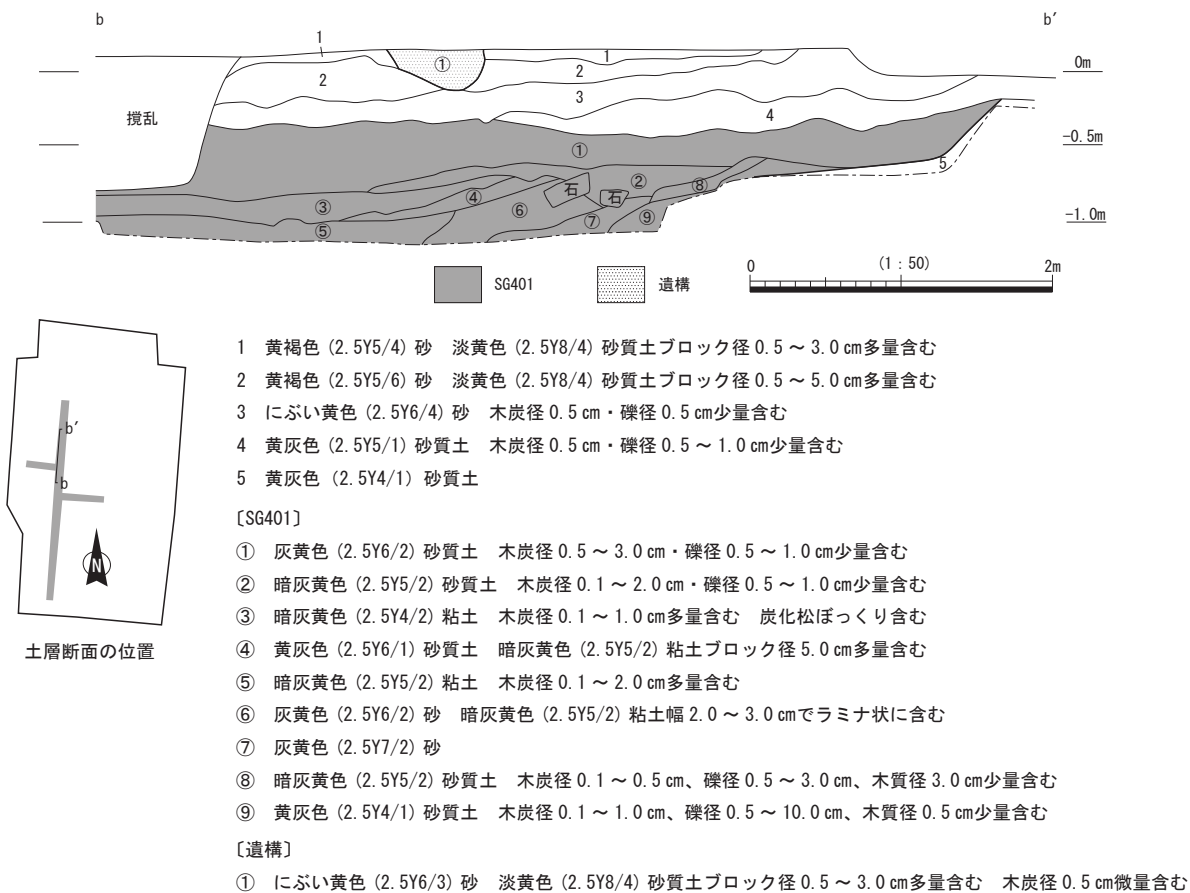 b b′
1
① 1
2 2
3
4
0m
撹乱
-0.5m
①
5
石 石
② ⑧
④
③ ⑥ ⑦ ⑨
⑤
-1.0m
SG401 遺構
0 (1：50) 2m
b′
b
N
土層断面の位置
1 黄褐色 (2.5Y5/4) 砂 淡黄色 (2.5Y8/4) 砂質土ブロック径 0.5 ～ 3.0 ㎝多量含む
2 黄褐色 (2.5Y5/6) 砂 淡黄色 (2.5Y8/4) 砂質土ブロック径 0.5 ～ 5.0 ㎝多量含む
3 にぶい黄色 (2.5Y6/4) 砂 木炭径 0.5 ㎝・礫径 0.5 ㎝少量含む
4 黄灰色 (2.5Y5/1) 砂質土 木炭径 0.5 ㎝・礫径 0.5 ～ 1.0 ㎝少量含む
5 黄灰色 (2.5Y4/1) 砂質土
〔SG401〕
① 灰黄色 (2.5Y6/2) 砂質土 木炭径 0.5 ～ 3.0 ㎝・礫径 0.5 ～ 1.0 ㎝少量含む
② 暗灰黄色 (2.5Y5/2) 砂質土 木炭径 0.1 ～ 2.0 ㎝・礫径 0.5 ～ 1.0 ㎝少量含む
③ 暗灰黄色 (2.5Y4/2) 粘土 木炭径 0.1 ～ 1.0 ㎝多量含む 炭化松ぼっくり含む
④ 黄灰色 (2.5Y6/1) 砂質土 暗灰黄色 (2.5Y5/2) 粘土ブロック径 5.0 ㎝多量含む
⑤ 暗灰黄色 (2.5Y5/2) 粘土 木炭径 0.1 ～ 2.0 ㎝多量含む
⑥ 灰黄色 (2.5Y6/2) 砂 暗灰黄色 (2.5Y5/2) 粘土幅 2.0 ～ 3.0 ㎝でラミナ状に含む
⑦ 灰黄色 (2.5Y7/2) 砂
⑧ 暗灰黄色 (2.5Y5/2) 砂質土 木炭径 0.1 ～ 0.5 ㎝、礫径 0.5 ～ 3.0 ㎝、木質径 3.0 ㎝少量含む
⑨ 黄灰色 (2.5Y4/1) 砂質土 木炭径 0.1 ～ 1.0 ㎝、礫径 0.5 ～ 10.0 ㎝、木質径 0.5 ㎝少量含む
〔遺構〕
① にぶい黄色 (2.5Y6/3) 砂 淡黄色 (2.5Y8/4) 砂質土ブロック径 0.5 ～ 3.0 ㎝多量含む 木炭径 0.5 ㎝微量含む